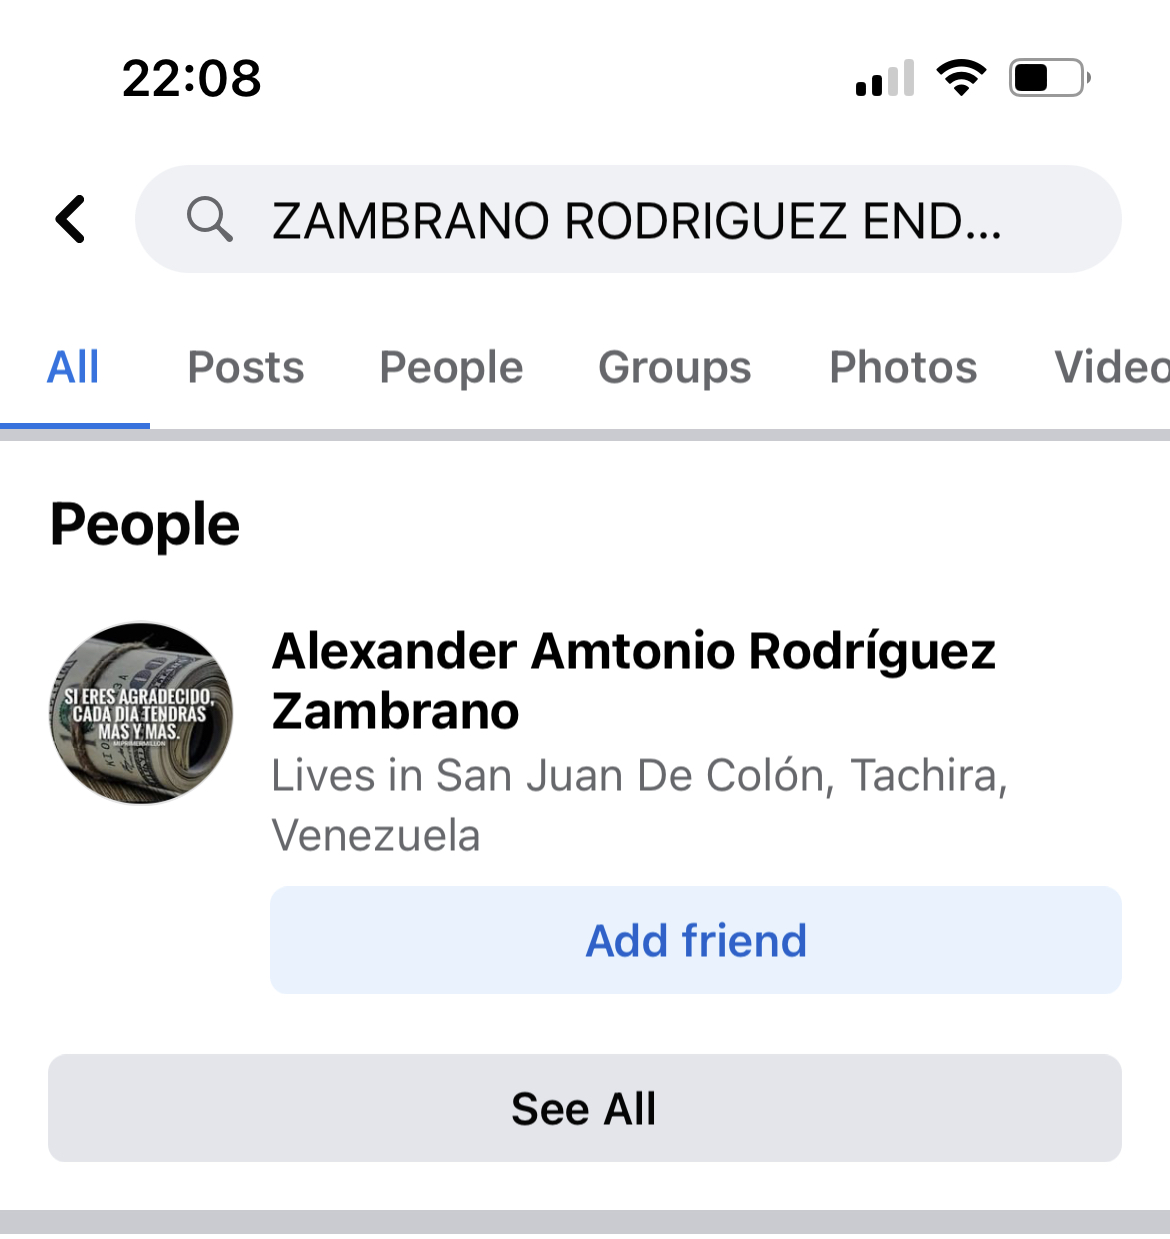 22:08
ZAMBRANO RODRIGUEZ END...
All Posts People Groups Photos Video
People
SI ERES AGRADECIDO,
CADA DIA TENDRAS
MAS Y MAS.
Alexander Amtonio Rodríguez
Zambrano
Lives in San Juan De Colón, Tachira,
Venezuela
Add friend
See All